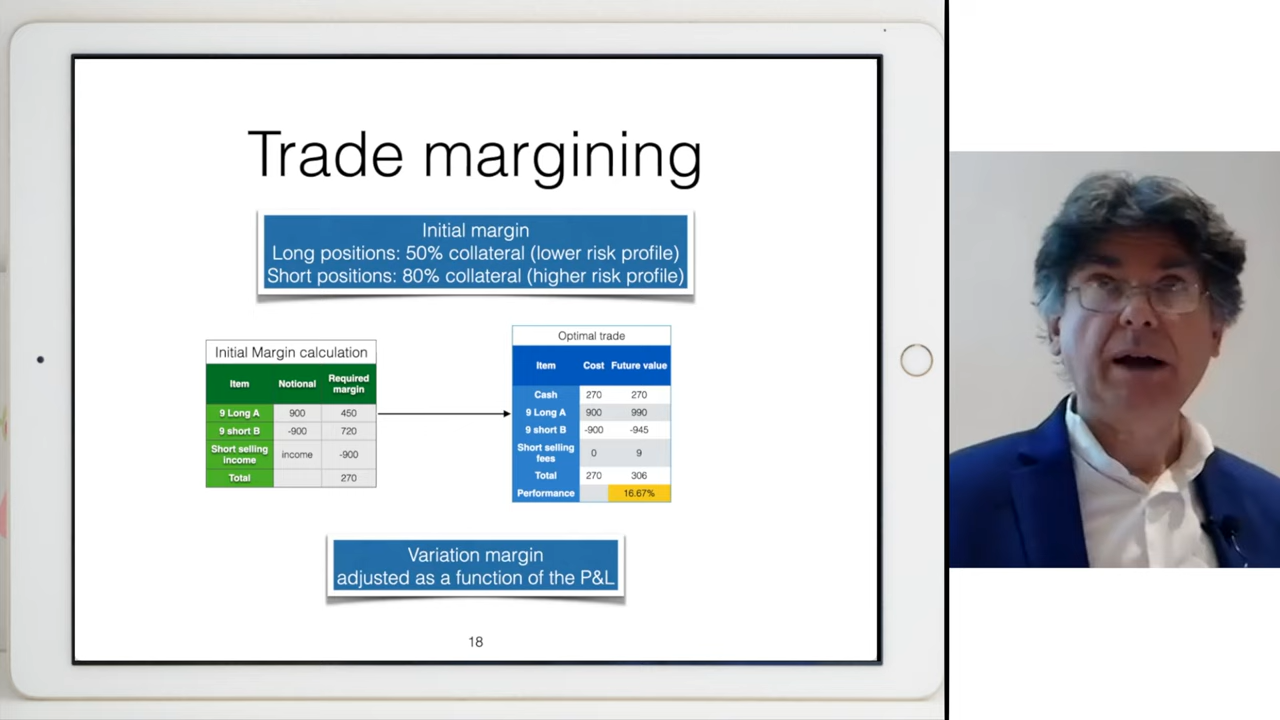 Trade margining
Initial margin
Long positions: 50% collateral (lower risk profile)
Short positions: 80% collateral (higher risk profile)
Initial Margin calculation
Item Notional Required margin
9 Long A 900 450
9 short B -900 720
Short selling income income -900
Total 270
Optimal trade
Item Cost Future value
Cash 270 270
9 Long A 900 990
9 short B -900 -945
Short selling fees 0 9
Total 270 306
Performance 16.67%
Variation margin
adjusted as a function of the P&L
18